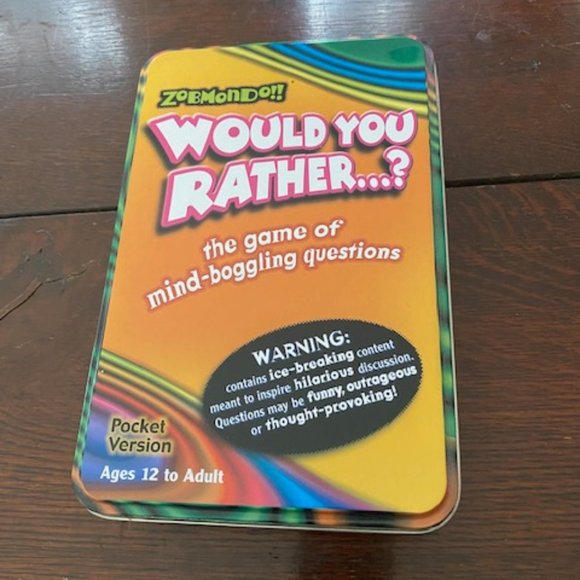 ZOBMONDO!!
WOULD YOU
RATHER...?
the game of
mind-boggling questions
WARNING:
contains ice-breaking content
meant to inspire hilarious discussion.
Questions may be funny, outrageous
or thought-provoking!
Pocket
Version
Ages 12 to Adult